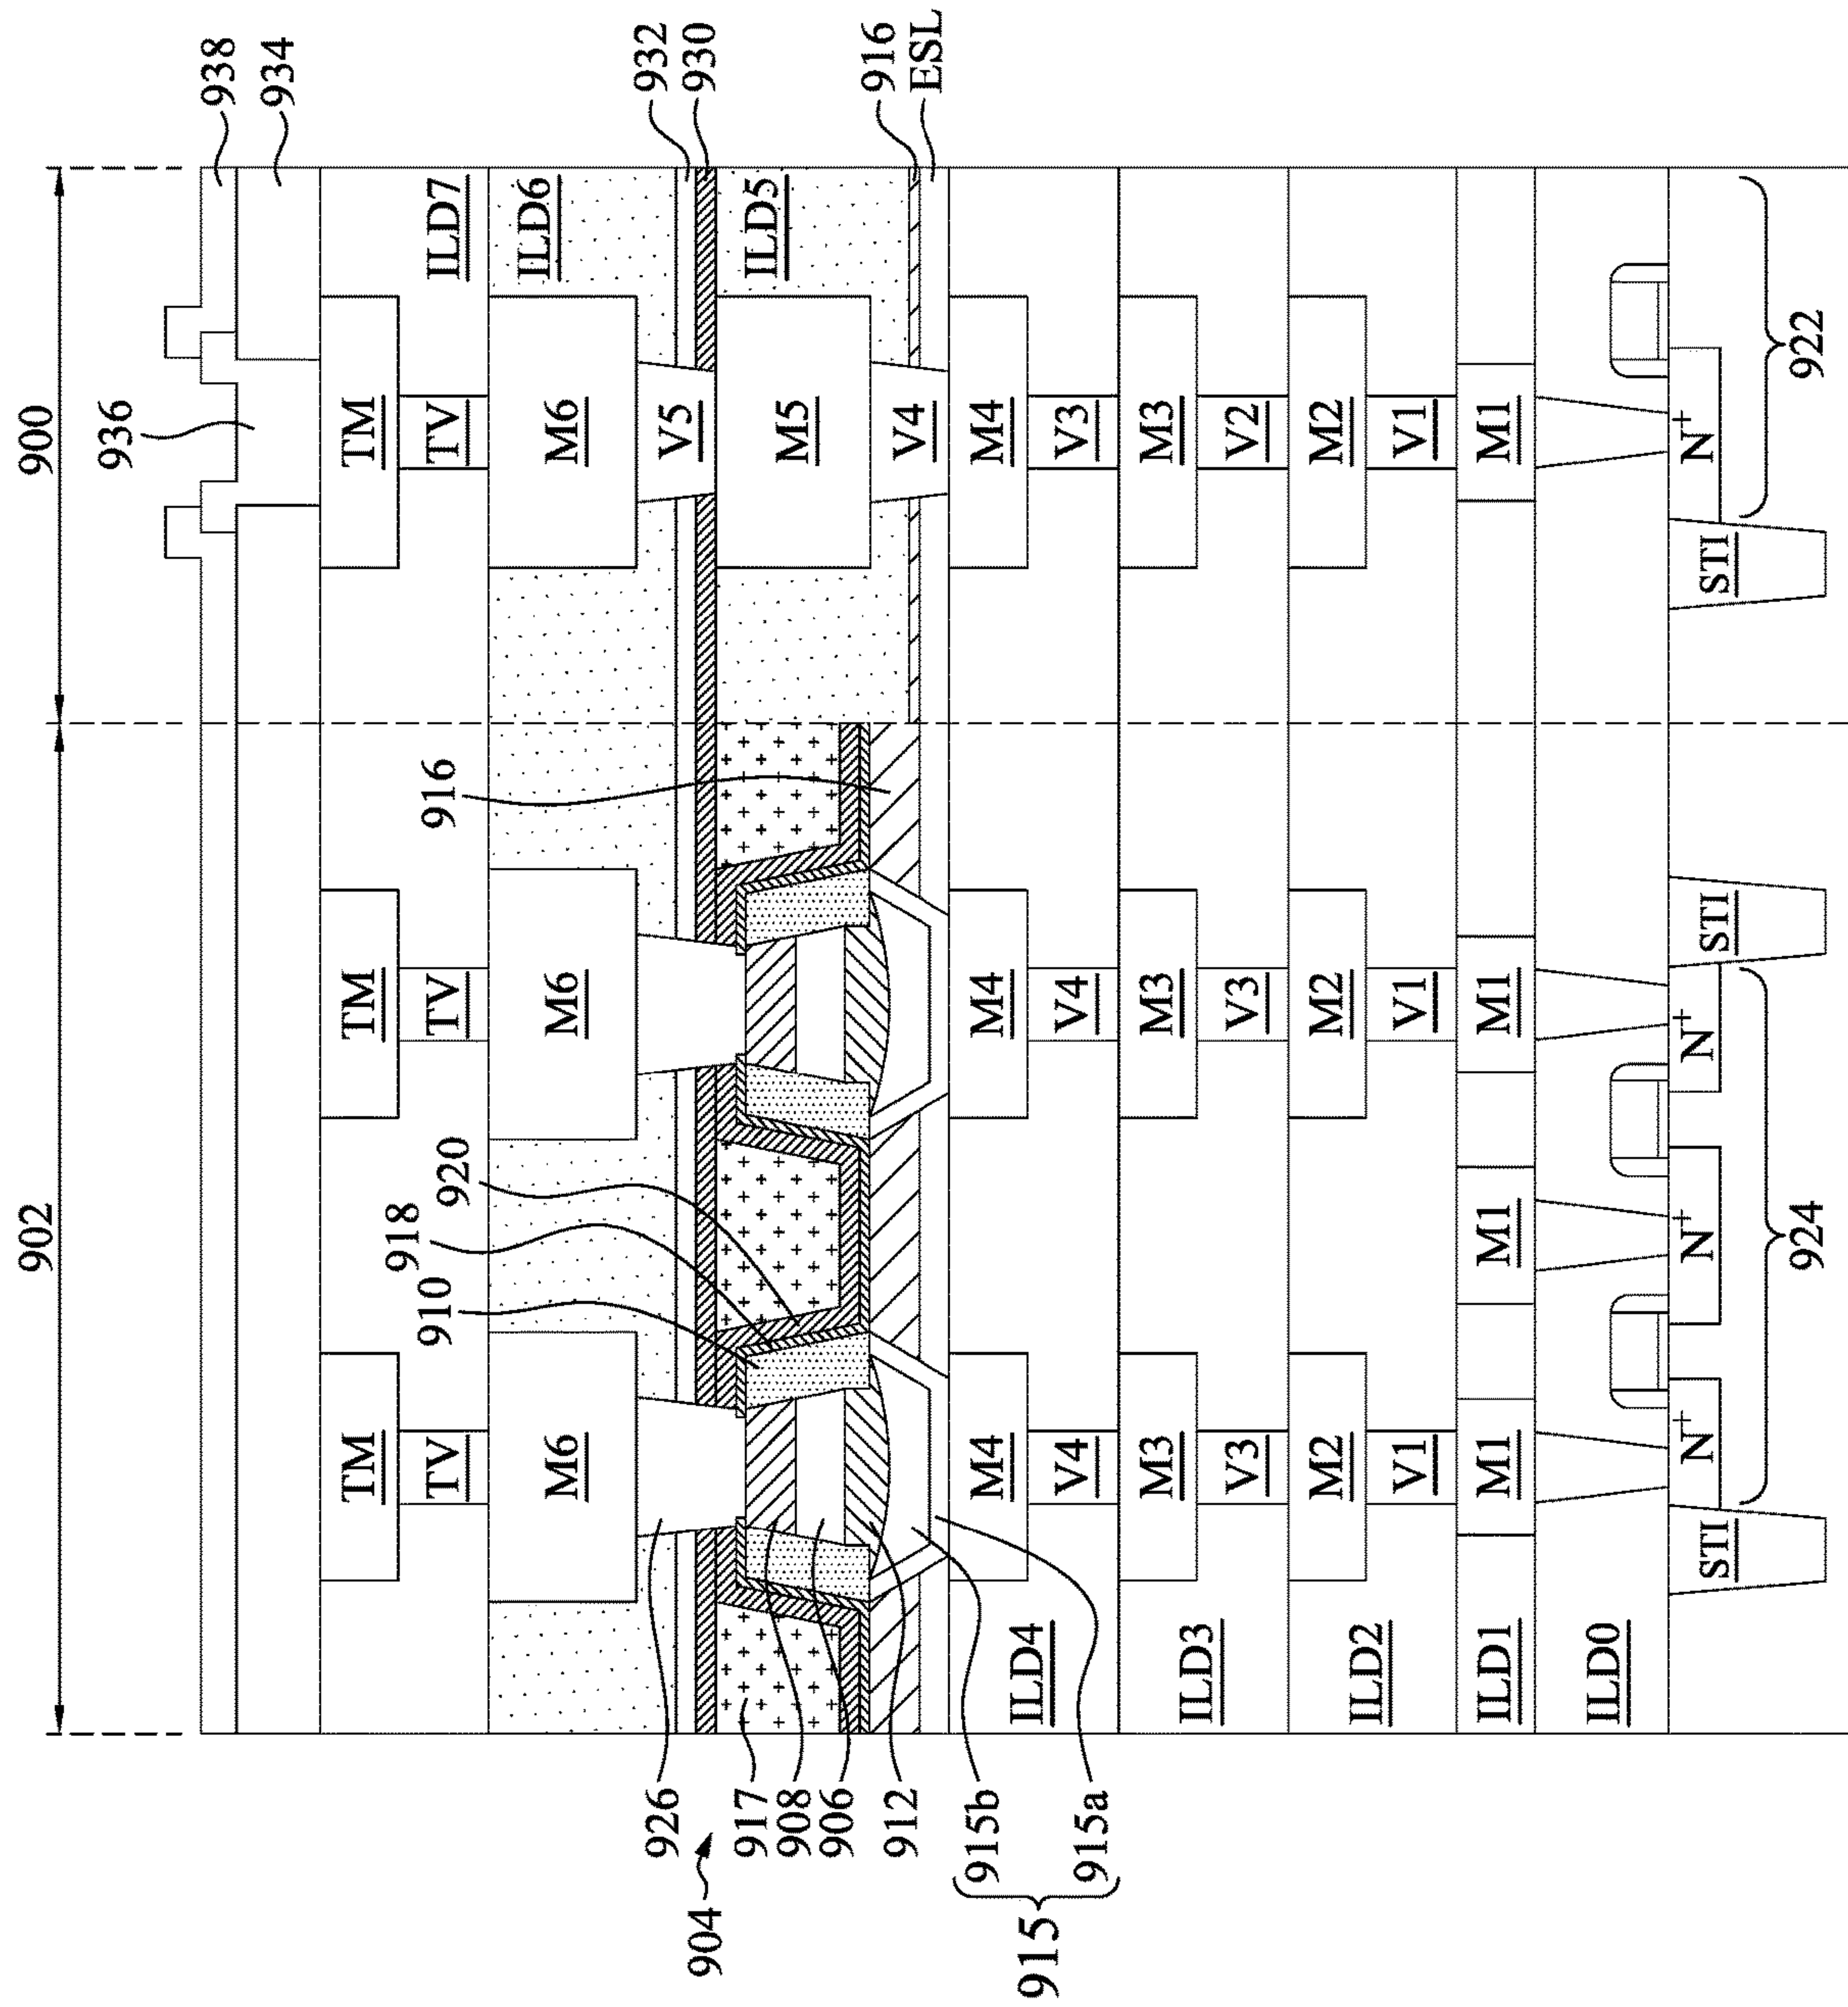 902
900
938
934
936
TM
TM
TM
TV
TV
TV
ILD7
M6
M6
M6
ILD6
932
930
926
V5
904
917
908
906
910
918
920
916
M5
ILD5
916
ESL
V4
912
915
915b
915a
ILD4
M4
M4
M4
V4
V4
V3
ILD3
M3
M3
M3
V3
V3
V2
ILD2
M2
M2
M2
V1
V1
V1
ILD1
M1
M1
M1
M1
ILD0
STI
N+
N+
N+
STI
STI
N+
924
922